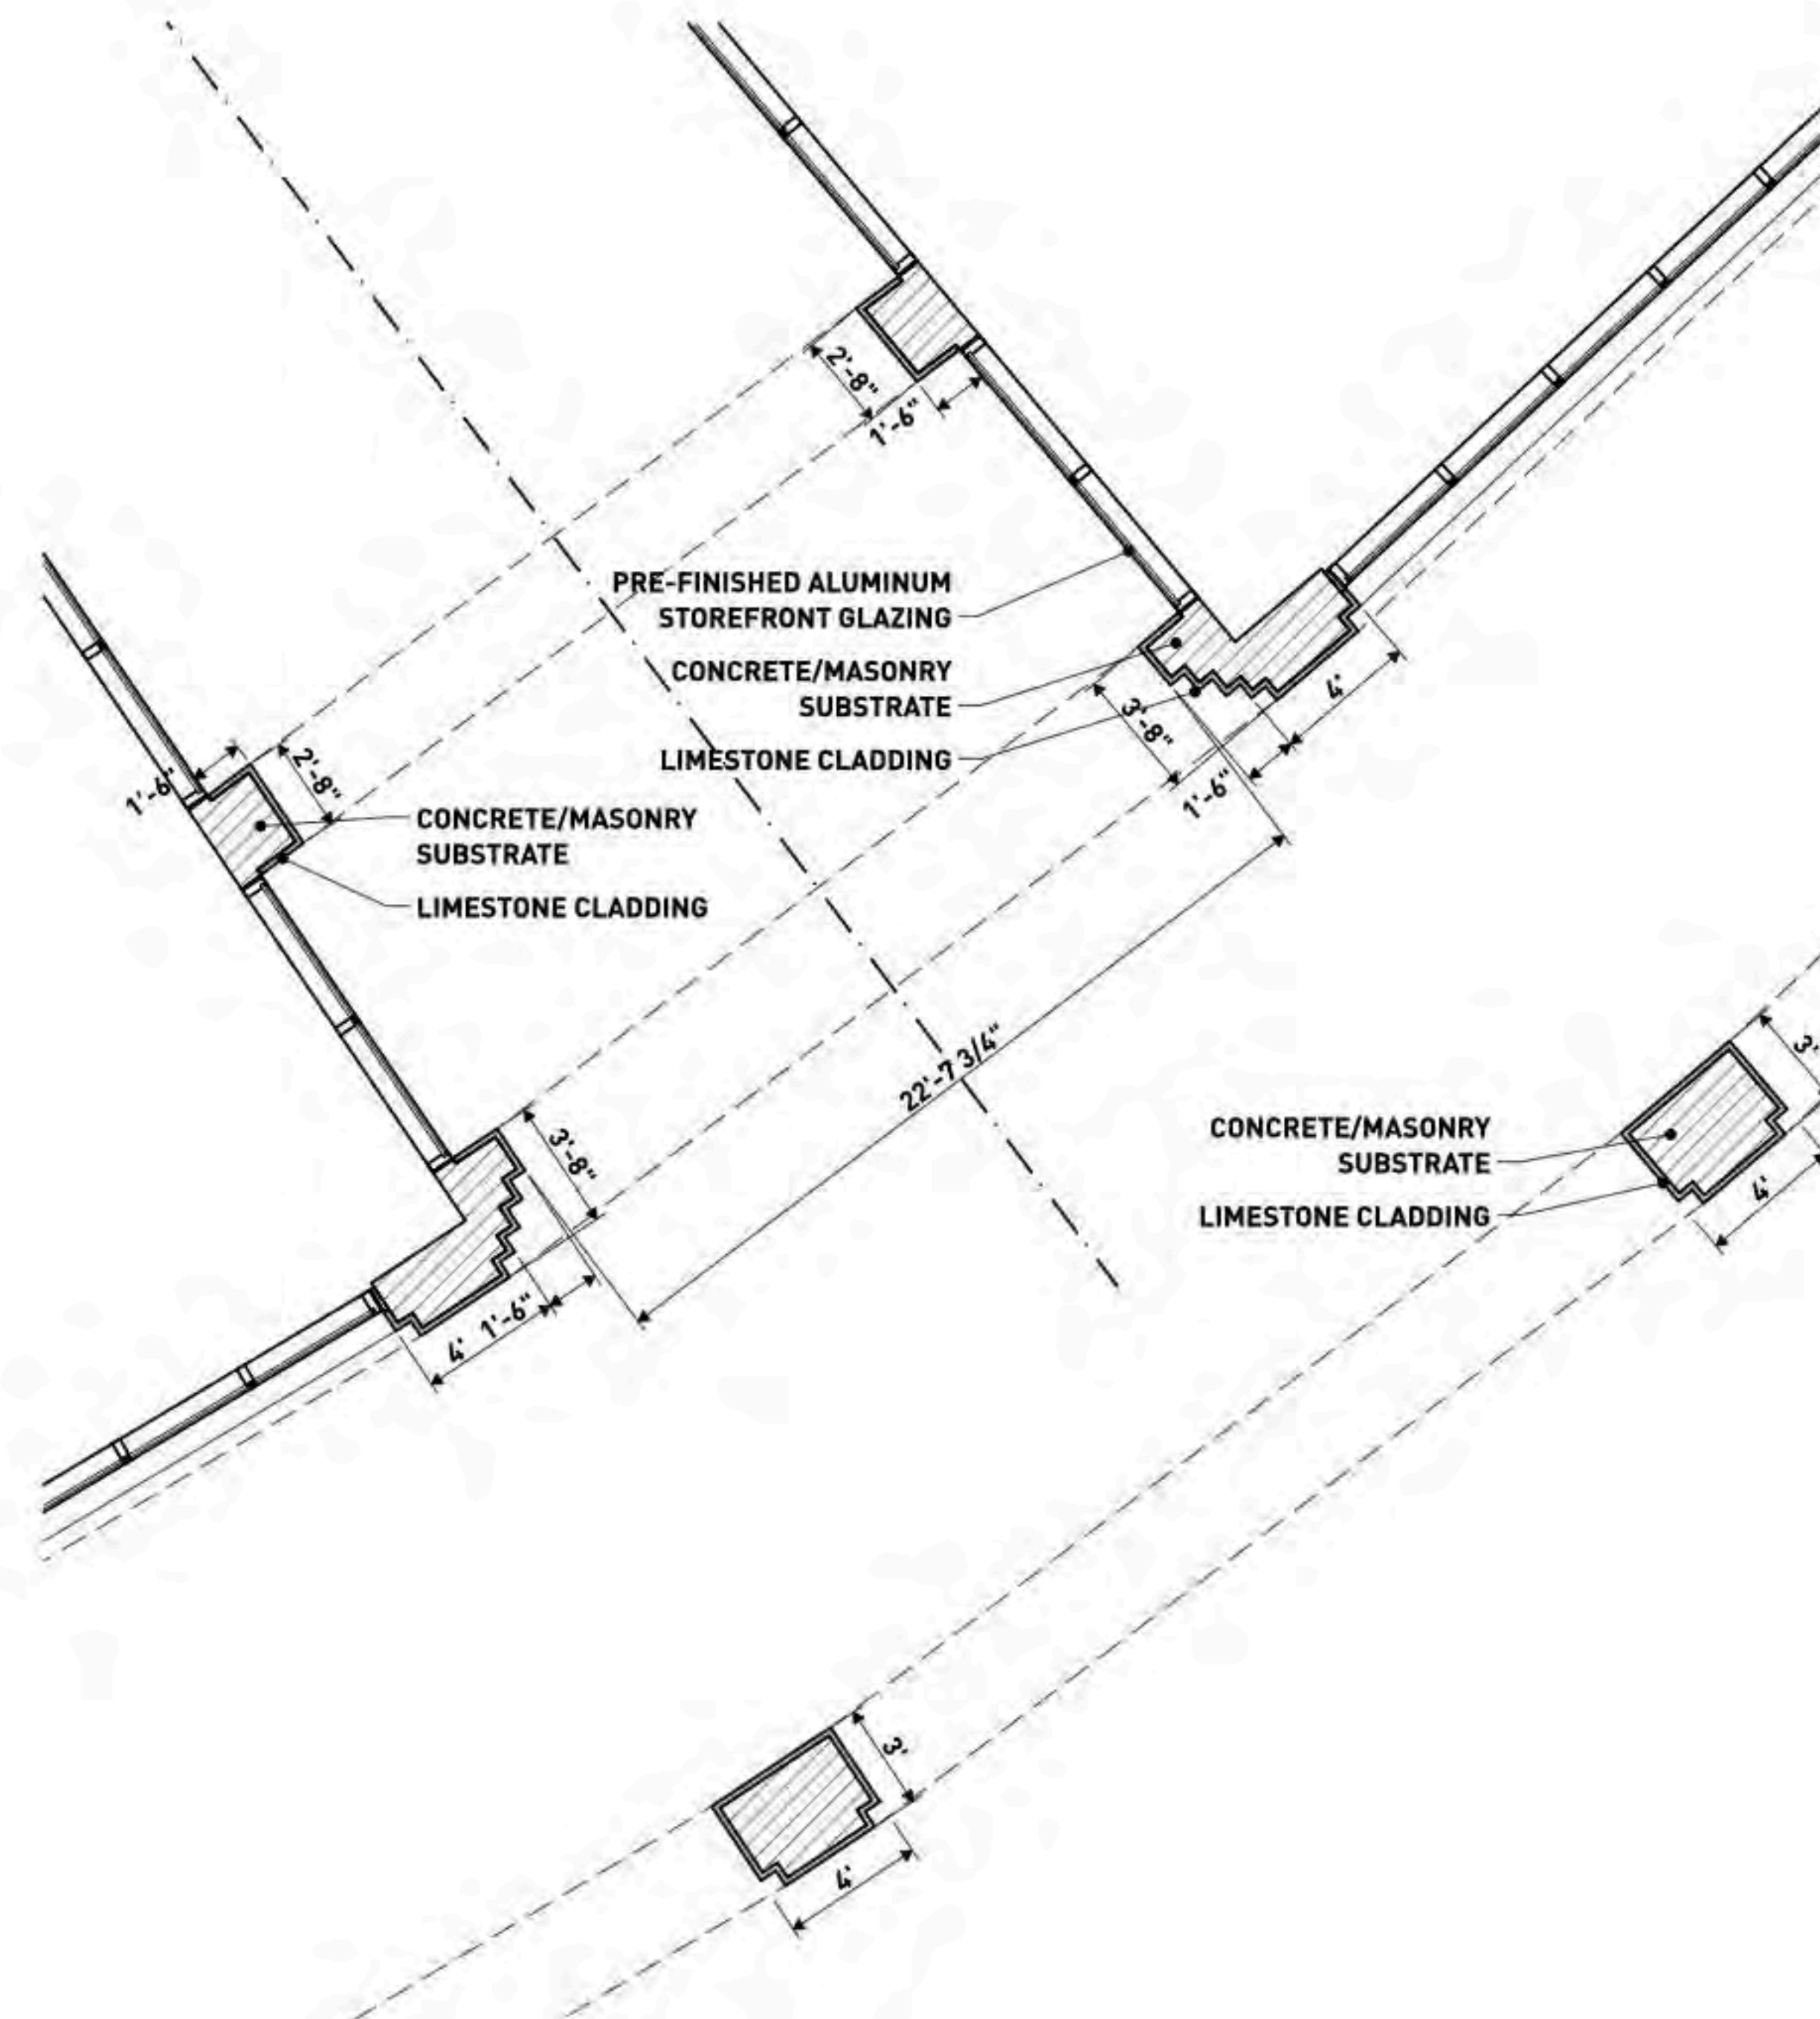 2'-8"
1'-6"
PRE-FINISHED ALUMINUM
STOREFRONT GLAZING
CONCRETE/MASONRY
SUBSTRATE
LIMESTONE CLADDING
3'-8"
4'
1'-6"
1'-6"
2'-8"
CONCRETE/MASONRY
SUBSTRATE
LIMESTONE CLADDING
22'-7 3/4"
3'-8"
4'
1'-6"
3'
CONCRETE/MASONRY
SUBSTRATE
LIMESTONE CLADDING
4'
3'
4'